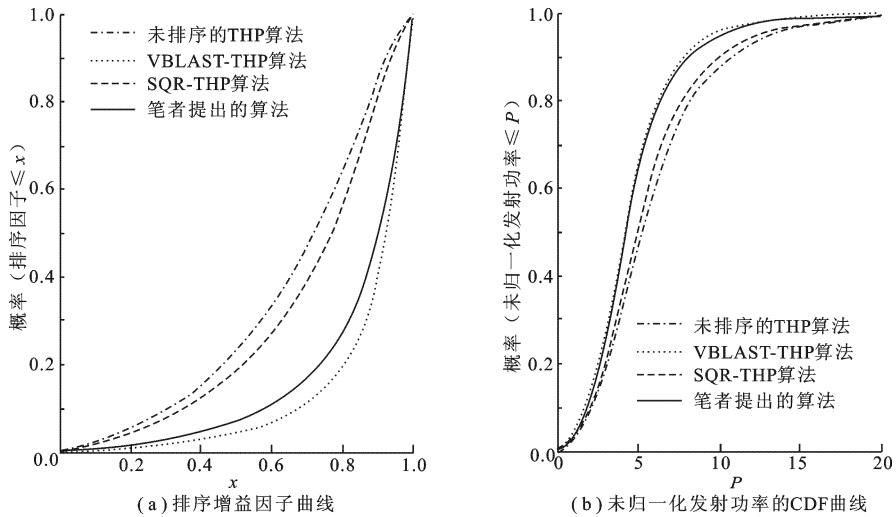 1.0
0.8
0.6
0.4
0.2
0.0
概率（排序因子≤x）
未排序的THP算法
VBLAST-THP算法
SQR-THP算法
笔者提出的算法
0.2 0.4 0.6 0.8 1.0
x
(a)排序增益因子曲线
1.0
0.8
0.6
0.4
0.2
0.0
概率（未归一化发射功率≤P）
未排序的THP算法
VBLAST-THP算法
SQR-THP算法
笔者提出的算法
0 5 10 15 20
P
(b)未归一化发射功率的CDF曲线